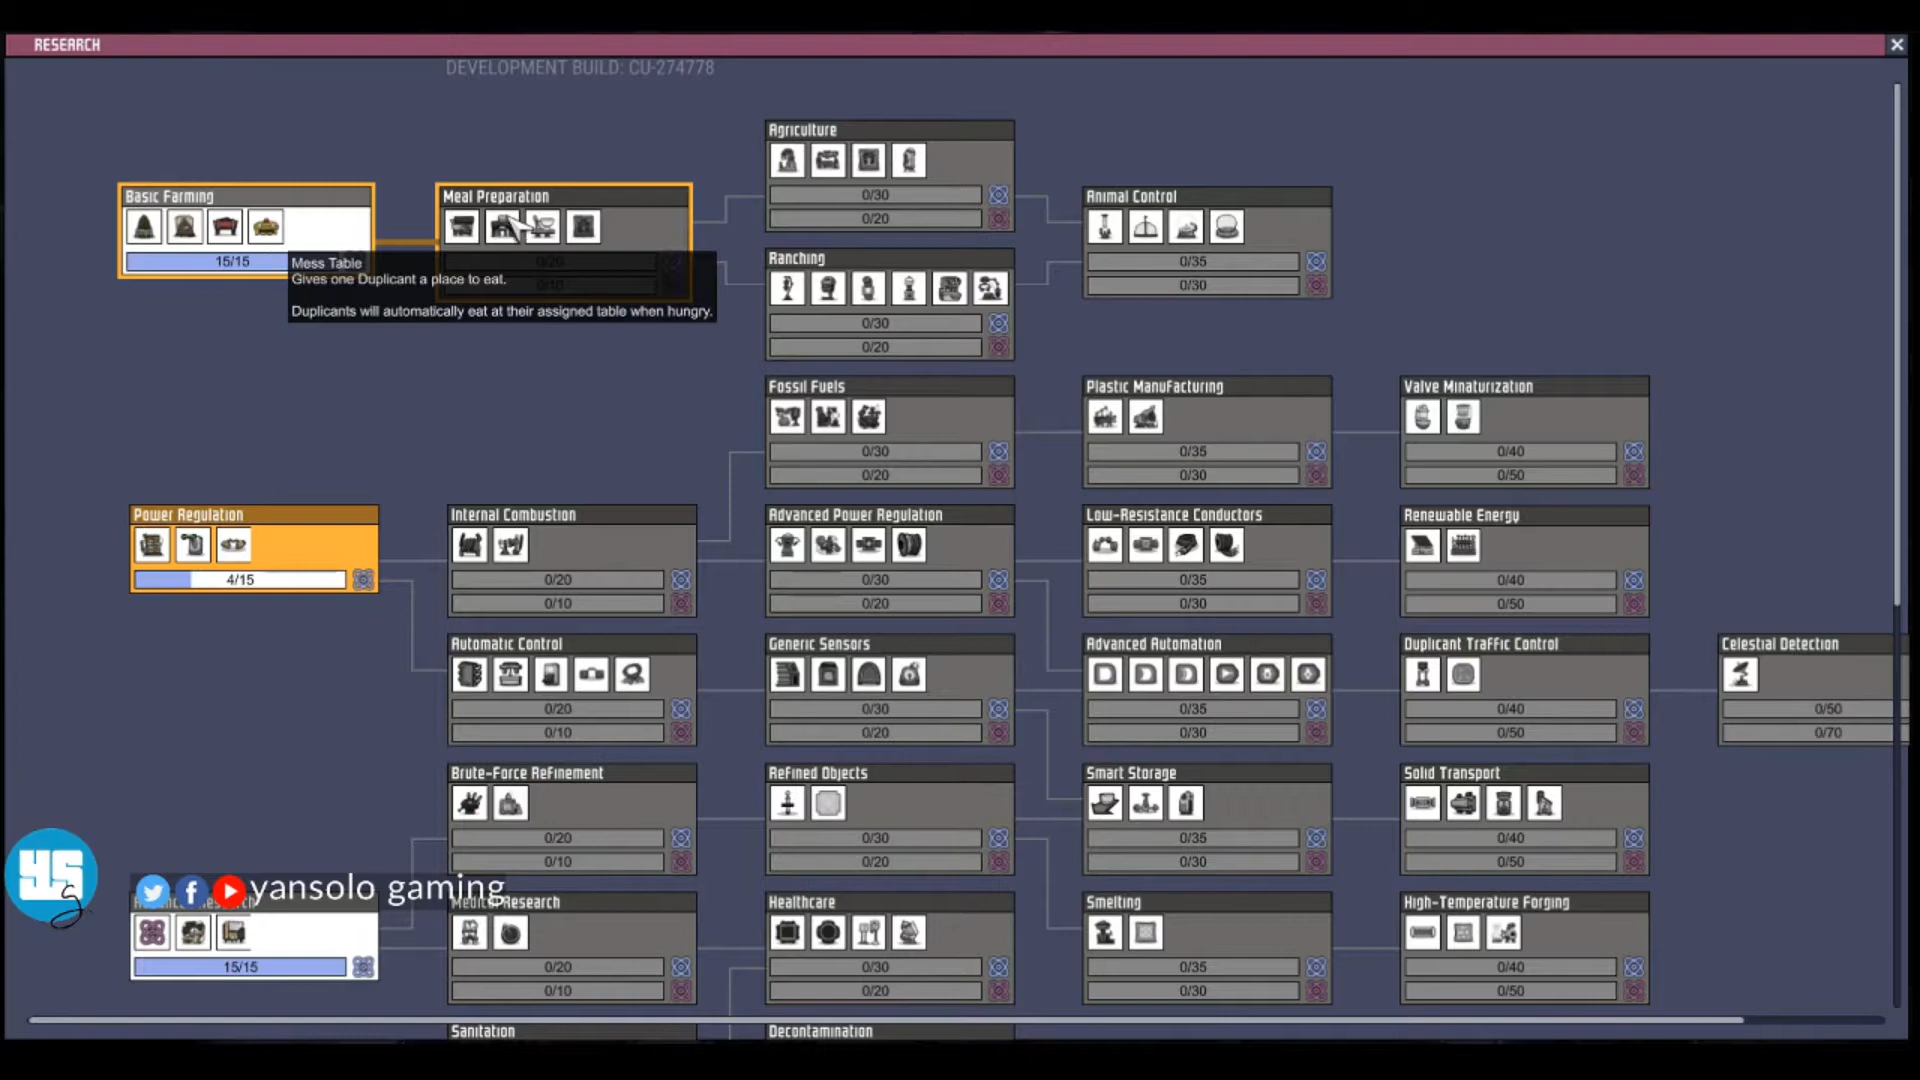 RESEARCH
DEVELOPMENT BUILD: CU-274778
Agriculture
0/30
0/20
Basic Farming
15/15
Meal Preparation
0/20
0/10
Mess Table
Gives one Duplicant a place to eat.
Duplicants will automatically eat at their assigned table when hungry.
Animal Control
0/35
0/30
Ranching
0/30
0/20
Fossil Fuels
0/30
0/20
Plastic Manufacturing
0/35
0/30
Valve Minaturization
0/40
0/50
Power Regulation
4/15
Internal Combustion
0/20
0/10
Advanced Power Regulation
0/30
0/20
Low-Resistance Conductors
0/35
0/30
Renewable Energy
0/40
0/50
Automatic Control
0/20
0/10
Generic Sensors
0/30
0/20
Advanced Automation
0/35
0/30
Duplicant Traffic Control
0/40
0/50
Celestial Detection
0/50
0/70
Brute-Force Refinement
0/20
0/10
Refined Objects
0/30
0/20
Smart Storage
0/35
0/30
Solid Transport
0/40
0/50
YSG
yansolo gaming
15/15
Medical Research
0/20
0/10
Healthcare
0/30
0/20
Smelting
0/35
0/30
High-Temperature Forging
0/40
0/50
Sanitation
Decontamination